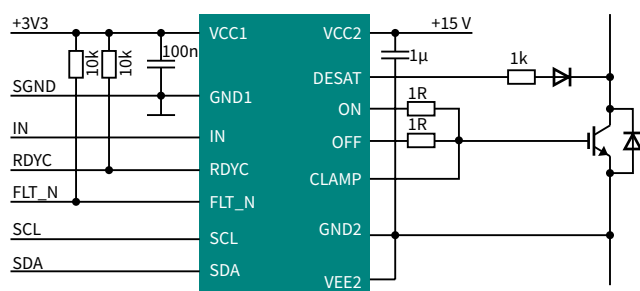 +3V3
VCC1
VCC2
+15 V
10k
10k
100n
1µ
1k
SGND
GND1
DESAT
1R
ON
IN
IN
OFF
1R
RDYC
RDYC
CLAMP
FLT_N
FLT_N
SCL
SCL
GND2
SDA
SDA
VEE2